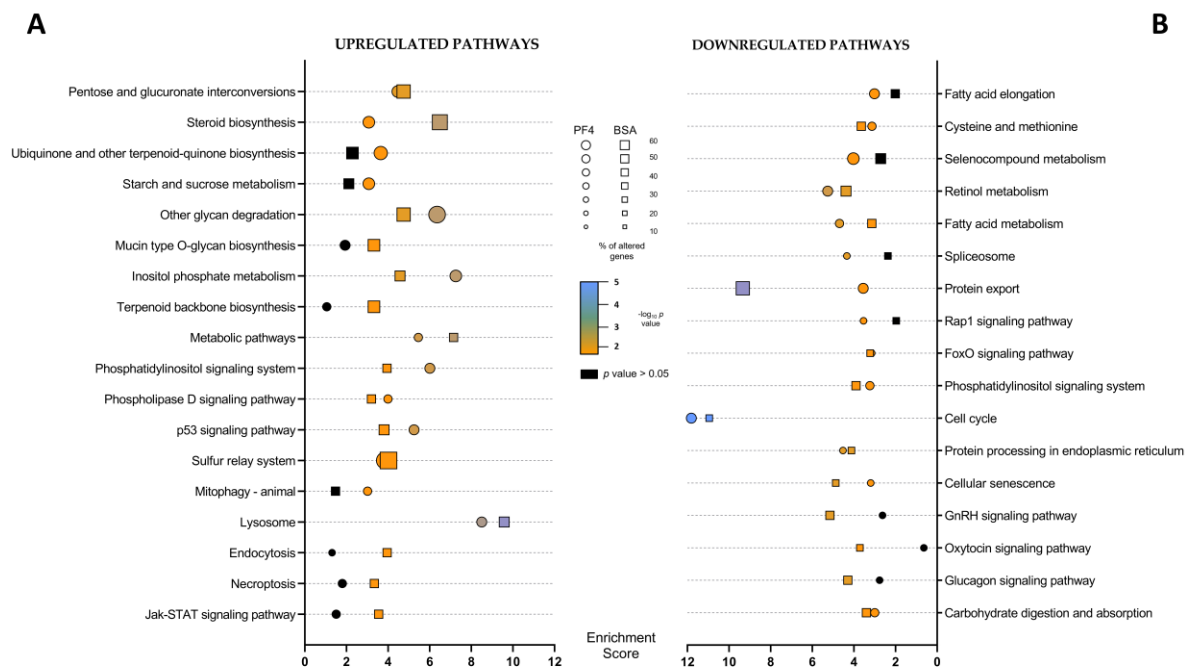 A
B
UPREGULATED PATHWAYS
DOWNREGULATED PATHWAYS
Pentose and glucuronate interconversions
Steroid biosynthesis
Ubiquinone and other terpenoid-quinone biosynthesis
Starch and sucrose metabolism
Other glycan degradation
Mucin type O-glycan biosynthesis
Inositol phosphate metabolism
Terpenoid backbone biosynthesis
Metabolic pathways
Phosphatidylinositol signaling system
Phospholipase D signaling pathway
p53 signaling pathway
Sulfur relay system
Mitophagy - animal
Lysosome
Endocytosis
Necroptosis
Jak-STAT signaling pathway
0 2 4 6 8 10 12
PF4 BSA
60
50
40
30
20
10
% of altered
genes
5
4
3
2
-log₁₀ p
value
p value > 0.05
Enrichment
Score
Fatty acid elongation
Cysteine and methionine
Selenocompound metabolism
Retinol metabolism
Fatty acid metabolism
Spliceosome
Protein export
Rap1 signaling pathway
FoxO signaling pathway
Phosphatidylinositol signaling system
Cell cycle
Protein processing in endoplasmic reticulum
Cellular senescence
GnRH signaling pathway
Oxytocin signaling pathway
Glucagon signaling pathway
Carbohydrate digestion and absorption
12 10 8 6 4 2 0